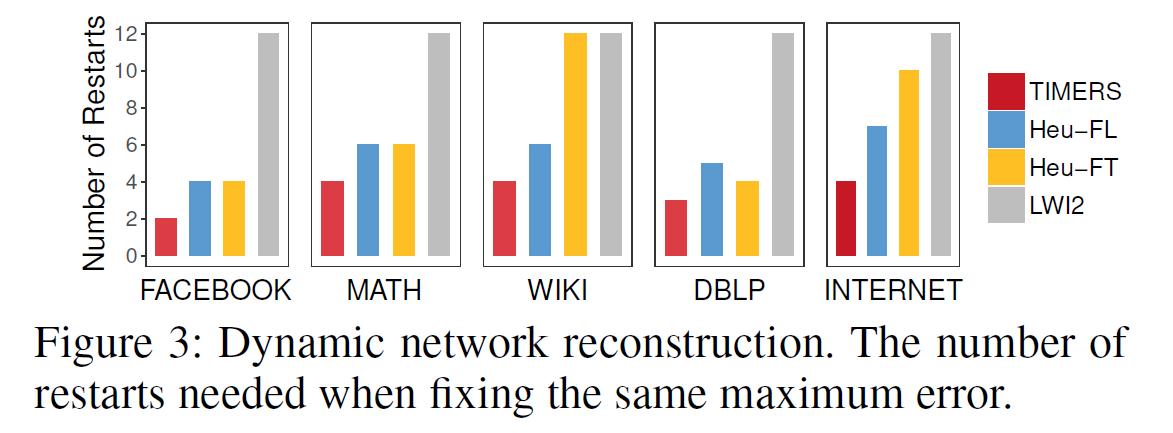 Number of Restarts
12
10
8
6
4
2
0
FACEBOOK MATH WIKI DBLP INTERNET
TIMERS
Heu-FL
Heu-FT
LWI2
Figure 3: Dynamic network reconstruction. The number of
restarts needed when fixing the same maximum error.